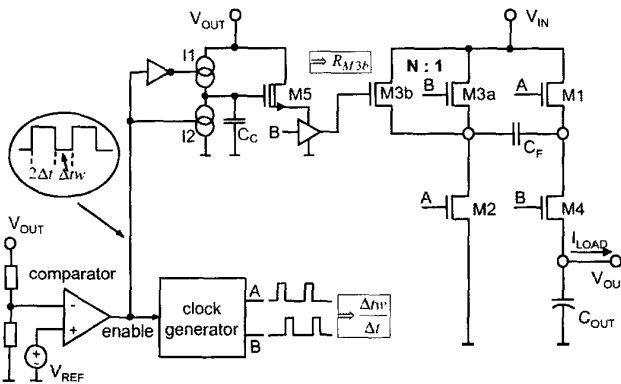 V_OUT
V_IN
I1
⇒ R_M3b
N : 1
M5
M3b
B
M3a
A
M1
I2
C_C
B
C_F
2Δt Δtw
A
M2
B
M4
V_OUT
I_LOAD
comparator
V_OU
-
+
enable
clock
generator
A
B
⇒ Δtw/Δt
C_OUT
V_REF